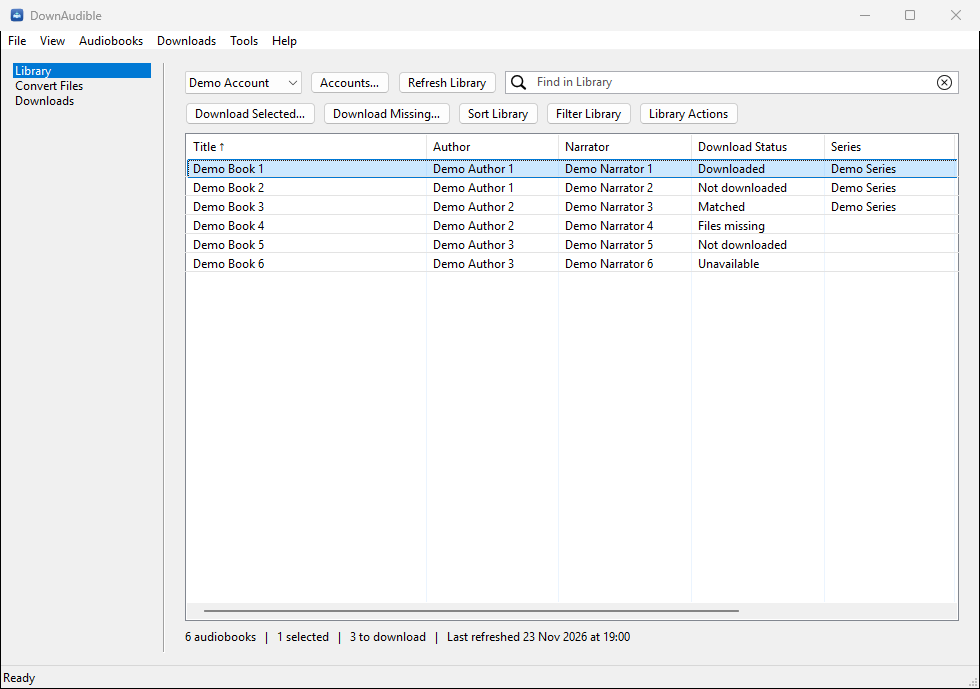 DownAudible
File View Audiobooks Downloads Tools Help
Library
Convert Files
Downloads
Demo Account Accounts... Refresh Library Find in Library
Download Selected... Download Missing... Sort Library Filter Library Library Actions
Title ↑ Author Narrator Download Status Series
Demo Book 1 Demo Author 1 Demo Narrator 1 Downloaded Demo Series
Demo Book 2 Demo Author 1 Demo Narrator 2 Not downloaded Demo Series
Demo Book 3 Demo Author 2 Demo Narrator 3 Matched Demo Series
Demo Book 4 Demo Author 2 Demo Narrator 4 Files missing
Demo Book 5 Demo Author 3 Demo Narrator 5 Not downloaded
Demo Book 6 Demo Author 3 Demo Narrator 6 Unavailable
6 audiobooks | 1 selected | 3 to download | Last refreshed 23 Nov 2026 at 19:00
Ready